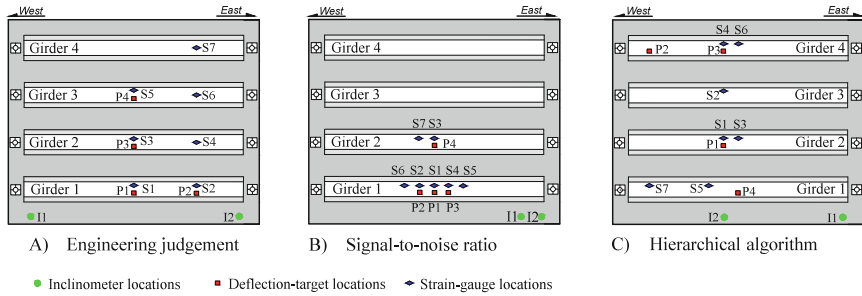 West East West East West East
S4 S6
Girder 4 S7 Girder 4 P2 P3 Girder 4
Girder 3 P4 S5 S6 Girder 3 S2 Girder 3
S7 S3 S1 S3
Girder 2 P3 S3 S4 Girder 2 P4 P1 Girder 2
S6 S2 S1 S4 S5
Girder 1 P1 S1 P2 S2 Girder 1 S7 S5 P4 Girder 1
P2 P1 P3
I1 I2 I1 I2 I2 I1
A) Engineering judgement B) Signal-to-noise ratio C) Hierarchical algorithm
Inclinometer locations Deflection-target locations Strain-gauge locations